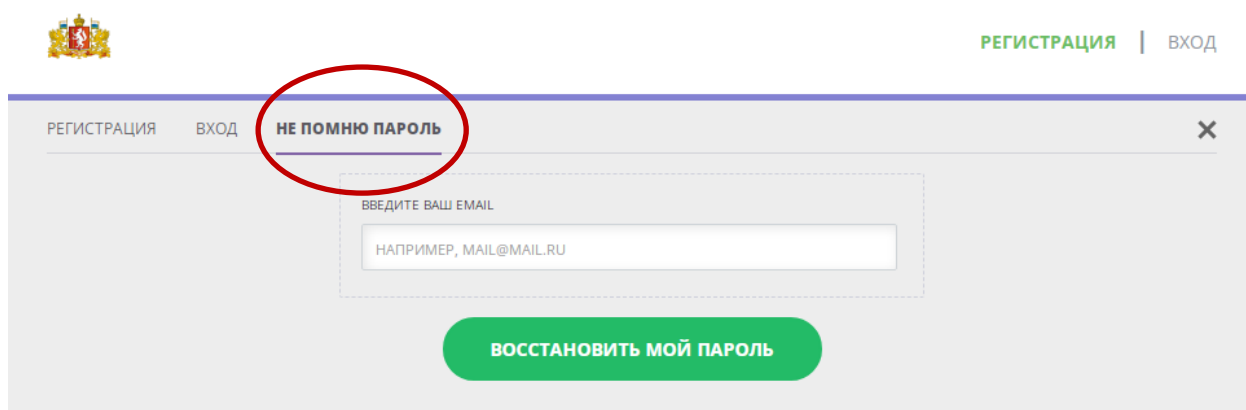 РЕГИСТРАЦИЯ | ВХОД
РЕГИСТРАЦИЯ ВХОД НЕ ПОМНЮ ПАРОЛЬ ×
ВВЕДИТЕ ВАШ EMAIL
НАПРИМЕР, MAIL@MAIL.RU
ВОССТАНОВИТЬ МОЙ ПАРОЛЬ